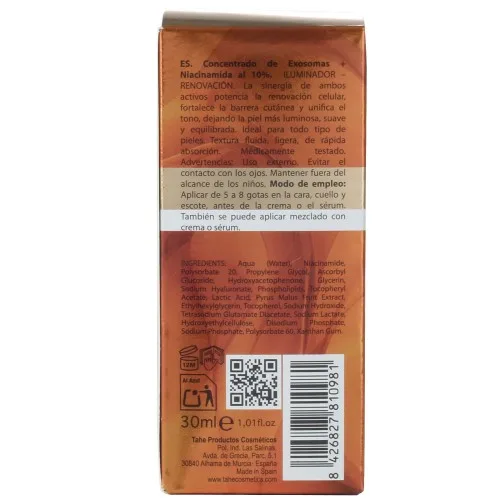 ES. Concentrado de Exosomas +
Niacinamida al 10%. ILUMINADOR –
RENOVACIÓN. La sinergia de ambos
activos potencia la renovación celular,
fortalece la barrera cutánea y unifica el
tono, dejando la piel más luminosa, suave
y equilibrada. Ideal para todo tipo de
pieles. Textura fluida, ligera, de rápida
absorción. Médicamente testado.
Advertencias: Uso externo. Evitar el
contacto con los ojos. Mantener fuera del
alcance de los niños. Modo de empleo:
Aplicar de 5 a 8 gotas en la cara, cuello y
escote, antes de la crema o el sérum.
También se puede aplicar mezclado con
crema o sérum.
INGREDIENTS: Aqua (Water), Niacinamide,
Polysorbate 20, Propylene Glycol, Ascorbyl
Glucoside, Hydroxyacetophenone, Glycerin,
Sodium Hyaluronate, Phospholipids, Tocopheryl
Acetate, Lactic Acid, Pyrus Malus Fruit Extract,
Ethylhexylglycerin, Tocopherol, Sodium Hydroxide,
Tetrasodium Glutamate Diacetate, Sodium Lactate,
Hydroxyethylcellulose, Disodium Phosphate,
Sodium Phosphate, Polysorbate 60, Xanthan Gum.
12M
30ml e 1,01fl.oz
Tahe Productos Cosméticos
Pol. Ind. Las Salinas.
Avda. de Grecia, Parc. 5.1
30840 Alhama de Murcia · España
Made in Spain
www.tahecosmetica.com
8 426827 810981